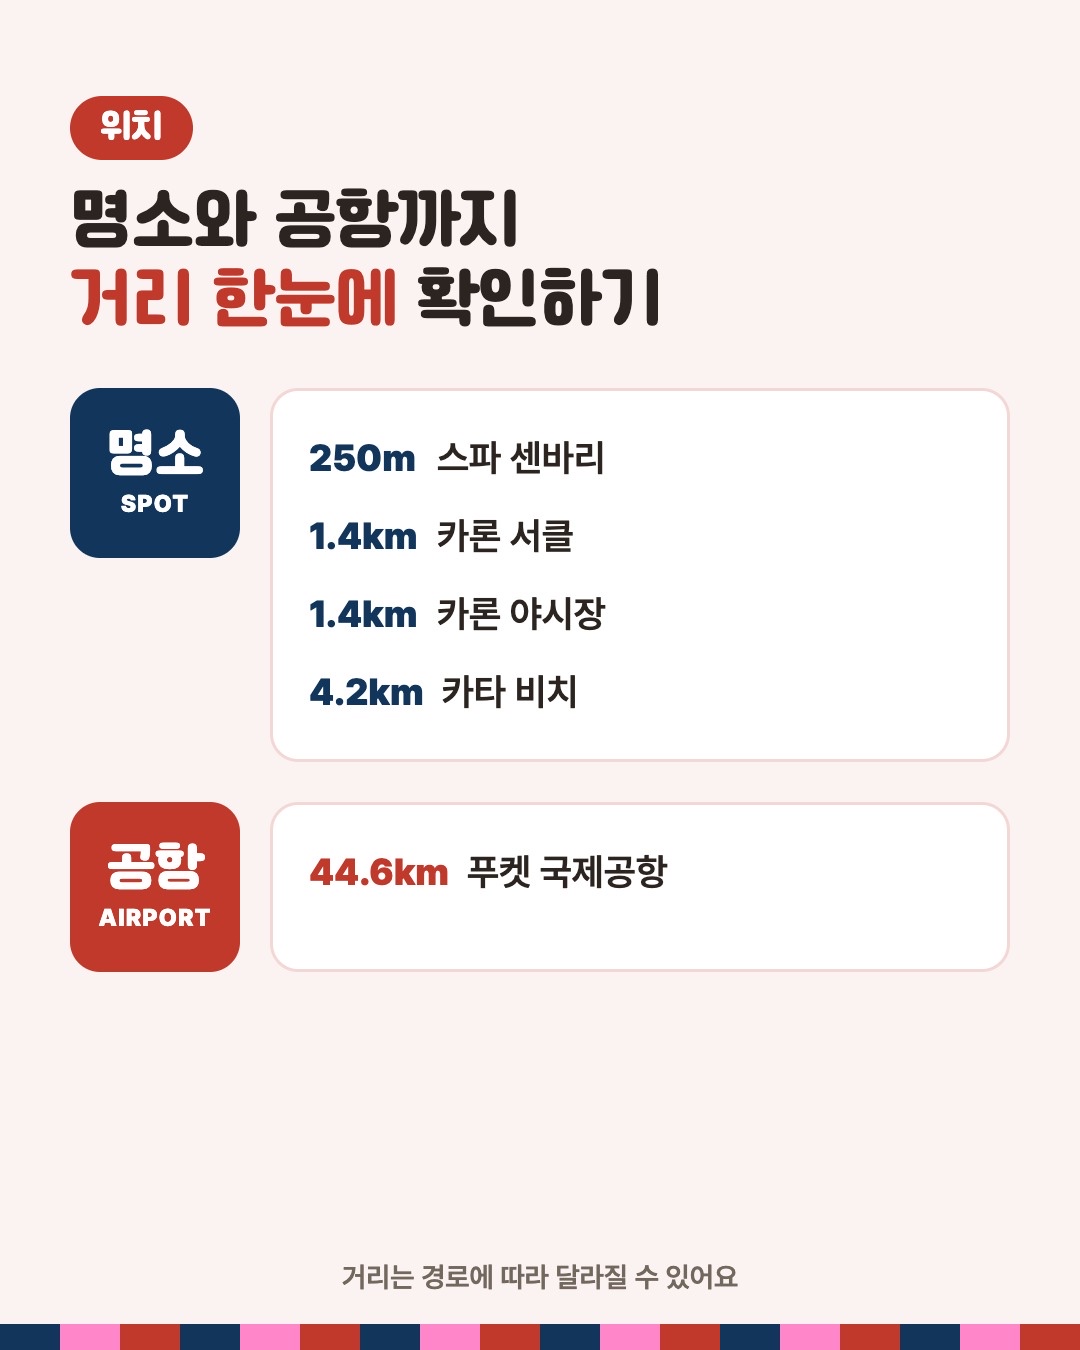 위치
명소와 공항까지
거리 한눈에 확인하기
명소
SPOT
250m 스파 센바리
1.4km 카론 서클
1.4km 카론 야시장
4.2km 카타 비치
공항
AIRPORT
44.6km 푸켓 국제공항
거리는 경로에 따라 달라질 수 있어요